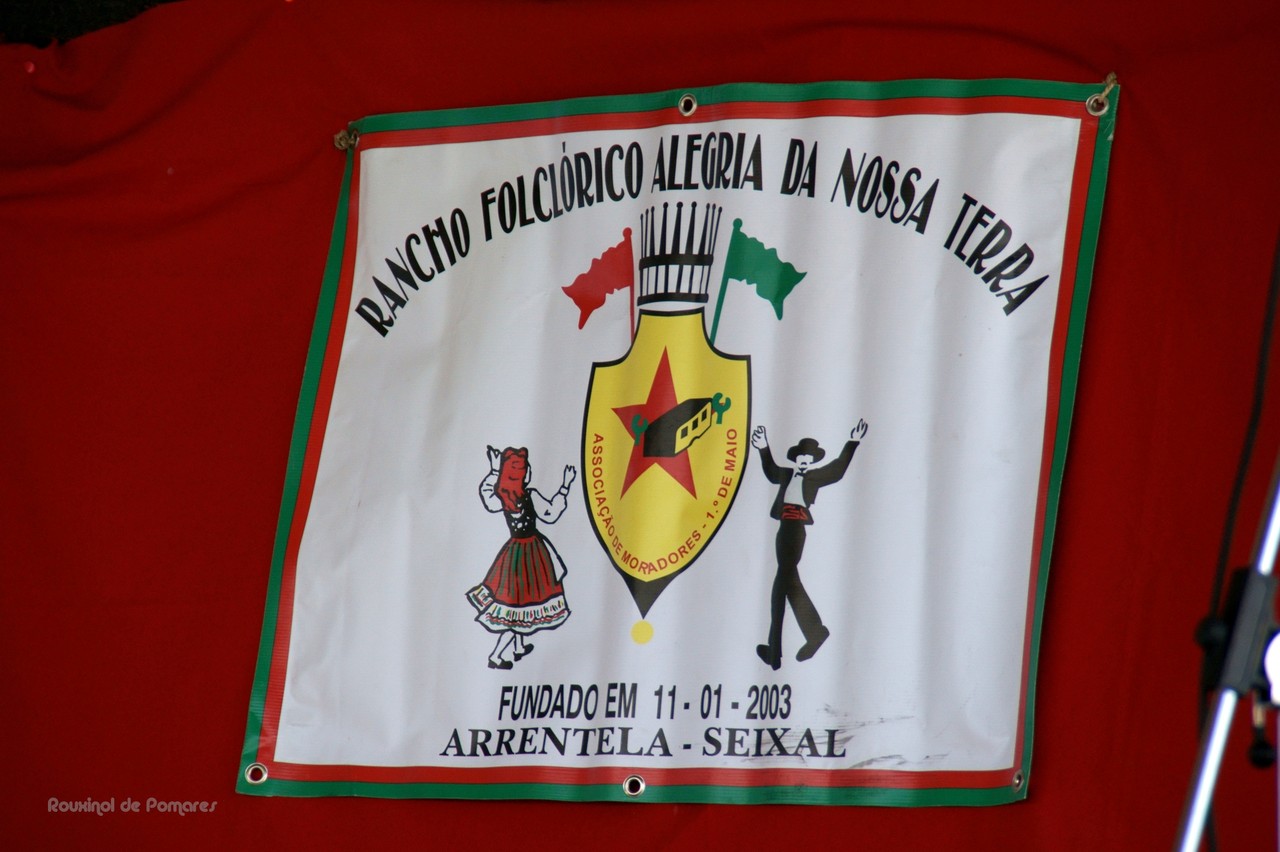 RANCHO FOLCLÓRICO ALEGRIA DA NOSSA TERRA
ASSOCIAÇÃO DE MORADORES - 1.º DE MAIO
FUNDADO EM 11 - 01 - 2003
ARRENTELA - SEIXAL
Rouxinol de Pomares